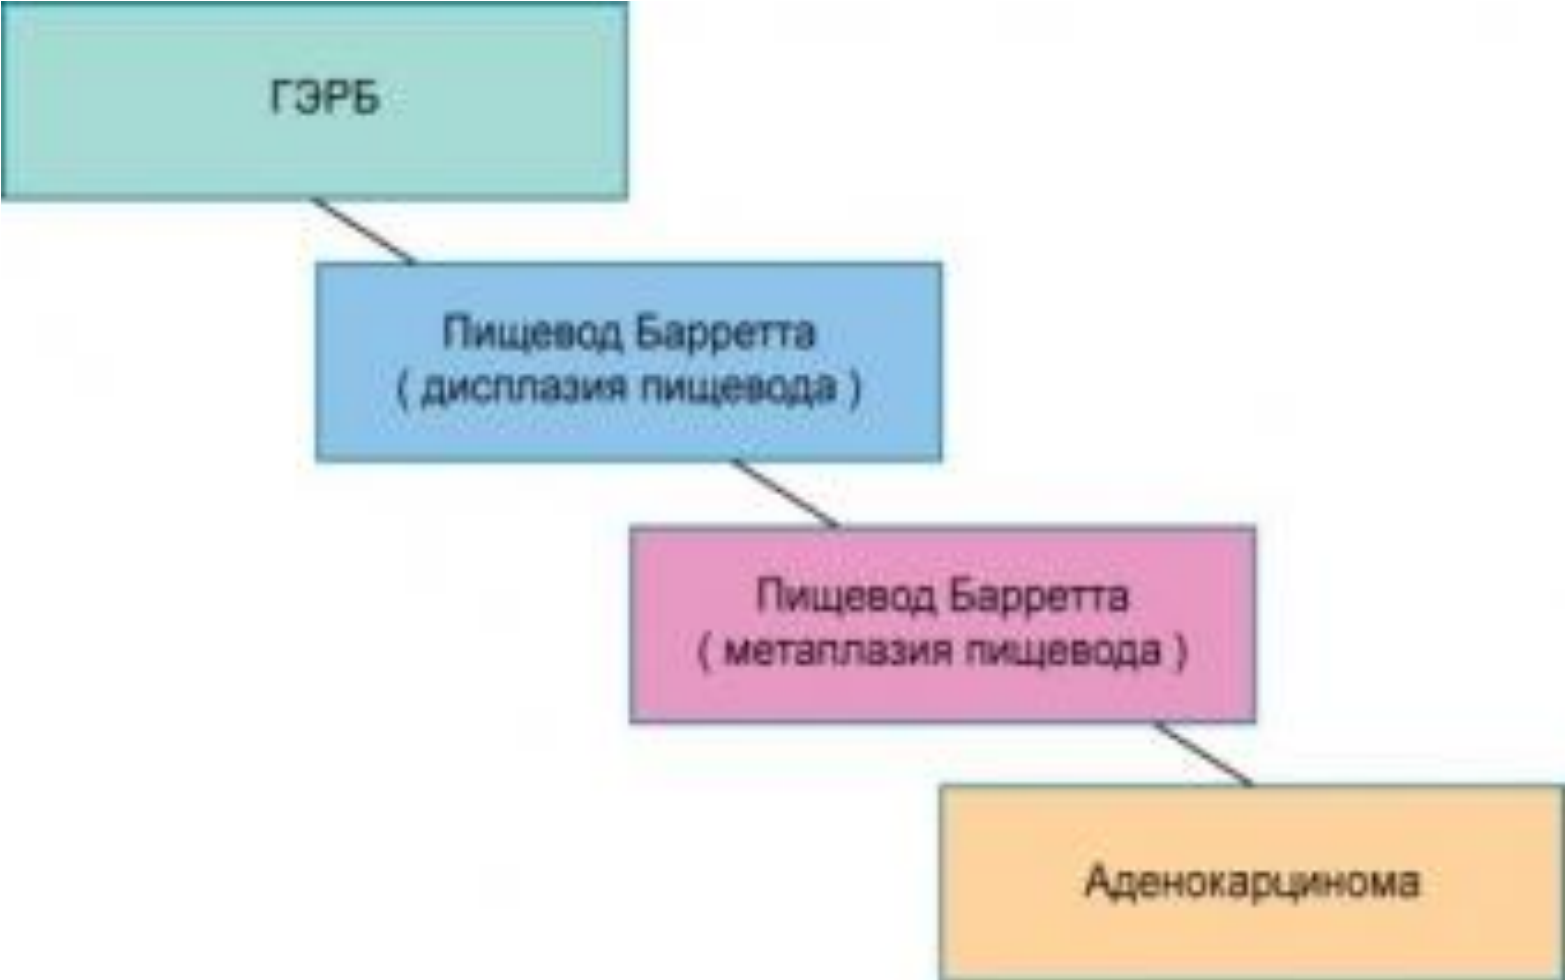 ГЭРБ
Пищевод Барретта
( дисплазия пищевода )
Пищевод Барретта
( метаплазия пищевода )
Аденокарцинома